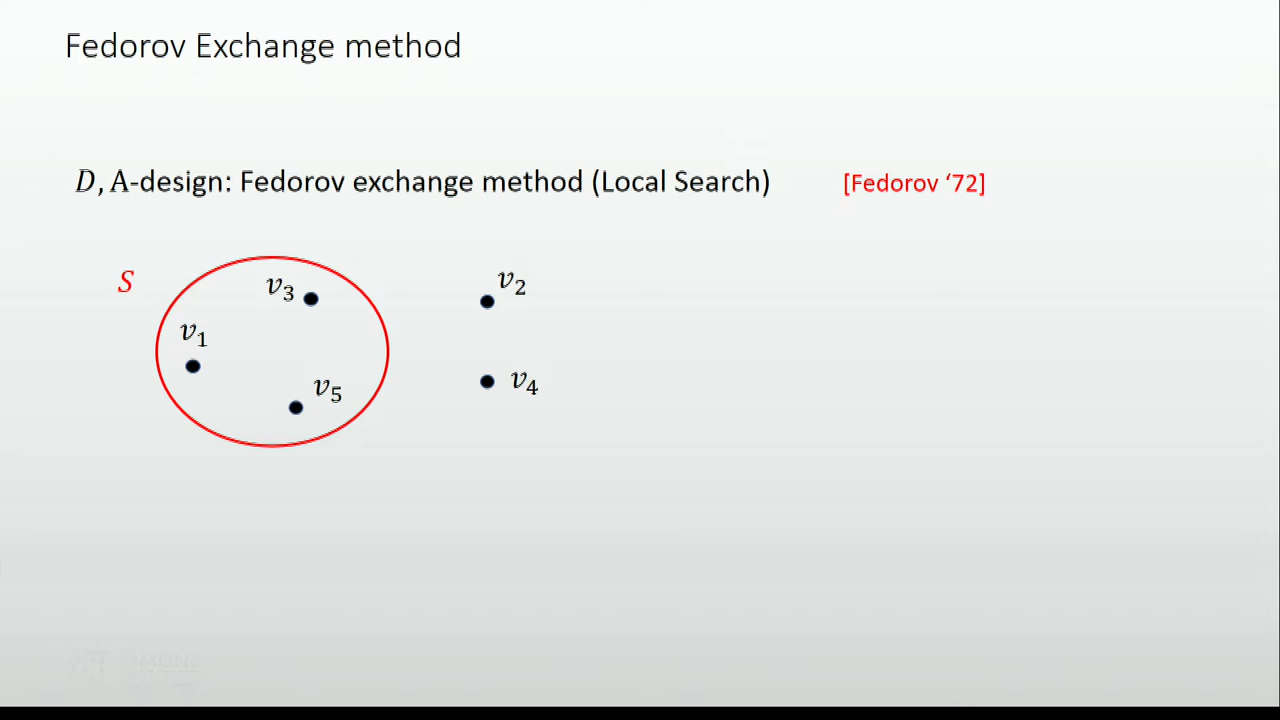 Fedorov Exchange method
D, A-design: Fedorov exchange method (Local Search) [Fedorov ‘72]
S
v₃
v₂
v₁
v₅
v₄